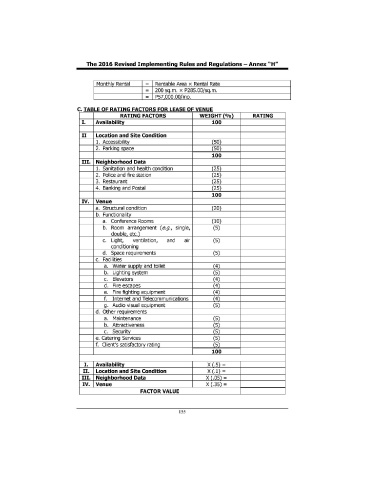 The 2016 Revised Implementing Rules and Regulations – Annex "H"
Monthly Rental = Rentable Area x Rental Rate
= 200 sq.m. × P285.00/sq.m.
= P57,000.00/mo.
C. TABLE OF RATING FACTORS FOR LEASE OF VENUE
RATING FACTORS WEIGHT (%) RATING
I. Availability 100
II Location and Site Condition
1. Accessibility (50)
2. Parking space (50)
100
III. Neighborhood Data
1. Sanitation and health condition (25)
2. Police and fire station (25)
3. Restaurant (25)
4. Banking and Postal (25)
100
IV. Venue
a. Structural condition (20)
b. Functionality
a. Conference Rooms (10)
b. Room arrangement (e.g., single, (5)
double, etc.)
c. Light, ventilation, and air (5)
conditioning
d. Space requirements (5)
c. Facilities
a. Water supply and toilet (4)
b. Lighting system (5)
c. Elevators (4)
d. Fire escapes (4)
e. Fire fighting equipment (4)
f. Internet and Telecommunications (4)
g. Audio visual equipment (5)
d. Other requirements
a. Maintenance (5)
b. Attractiveness (5)
c. Security (5)
e. Catering Services (5)
f. Client's satisfactory rating (5)
100
I. Availability X (.5) =
II. Location and Site Condition X (.1) =
III. Neighborhood Data X (.05) =
IV. Venue X (.35) =
FACTOR VALUE